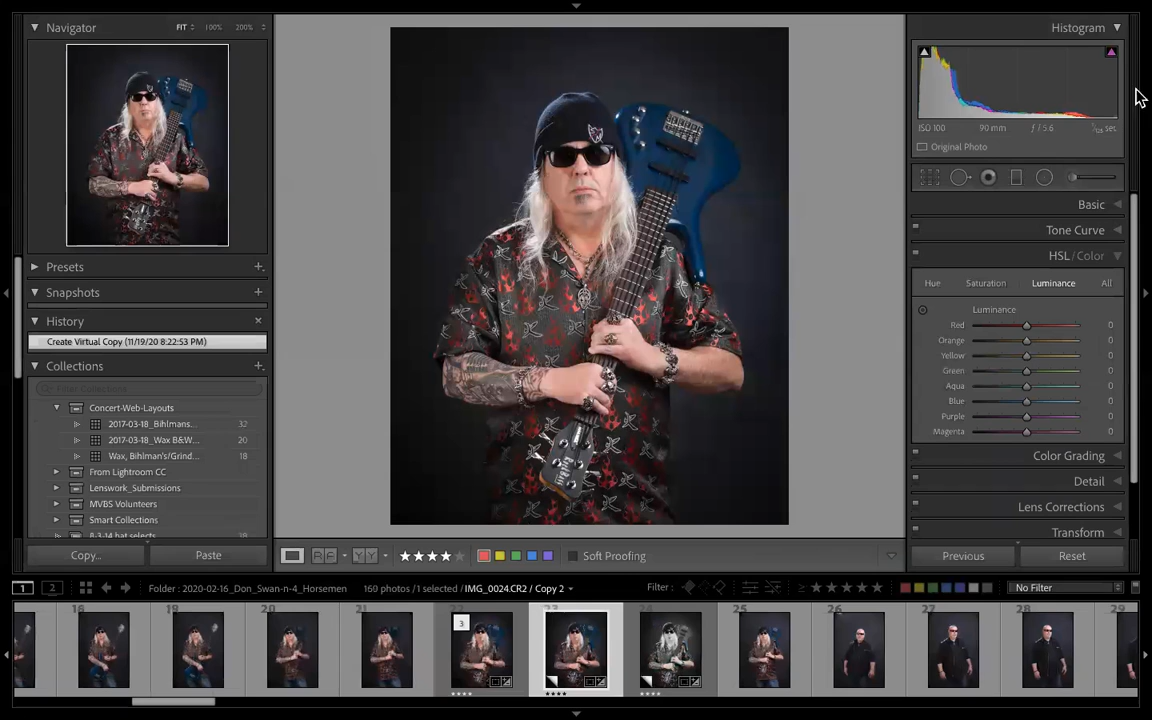 Navigator
FIT
100%
200%
Presets
Snapshots
History
Create Virtual Copy (11/19/20 8:22:53 PM)
Collections
Filter Collections
Concert-Web-Layouts
2017-03-18_Bihlmans... 32
2017-03-18_Wax B&W... 20
Wax, Bihlman's/Grind... 18
From Lightroom CC
Lenswork_Submissions
MVBS Volunteers
Smart Collections
Copy...
Paste
Soft Proofing
Histogram
ISO 100 90 mm ƒ / 5.6 sec
Original Photo
Basic
Tone Curve
HSL / Color
Hue Saturation Luminance All
Luminance
Red 0
Orange 0
Yellow 0
Green 0
Aqua 0
Blue 0
Purple 0
Magenta 0
Color Grading
Detail
Lens Corrections
Transform
Previous
Reset
1 2
Folder : 2020-02-16_Don_Swan-n-4_Horsemen
160 photos / 1 selected / IMG_0024.CR2 / Copy 2
Filter :
No Filter
16 19 20 21 23 25 26 27 28 29
3